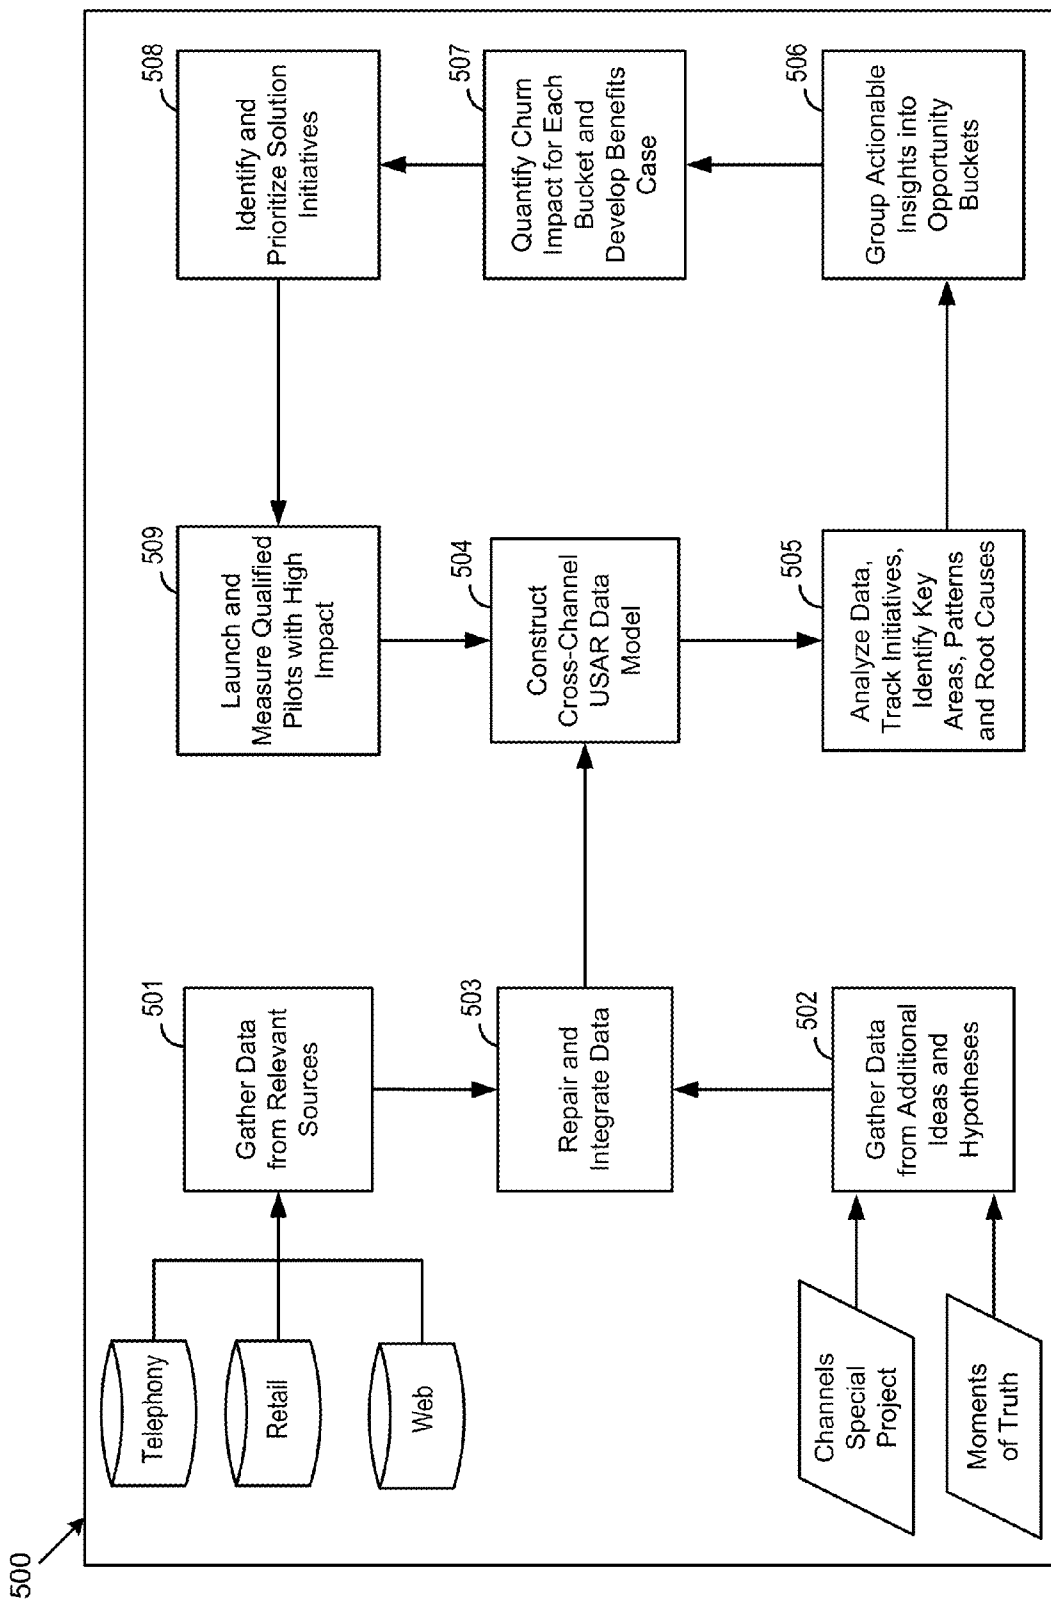 500
Telephony
Retail
Web
Channels
Special
Project
Moments
of Truth
501
Gather Data
from Relevant
Sources
503
Repair and
Integrate Data
502
Gather Data
from Additional
Ideas and
Hypotheses
509
Launch and
Measure Qualified
Pilots with High
Impact
504
Construct
Cross-Channel
USAR Data
Model
505
Analyze Data,
Track Initiatives,
Identify Key
Areas, Patterns
and Root Causes
508
Identify and
Prioritize Solution
Initiatives
507
Quantify Churn
Impact for Each
Bucket and
Develop Benefits
Case
506
Group Actionable
Insights into
Opportunity
Buckets